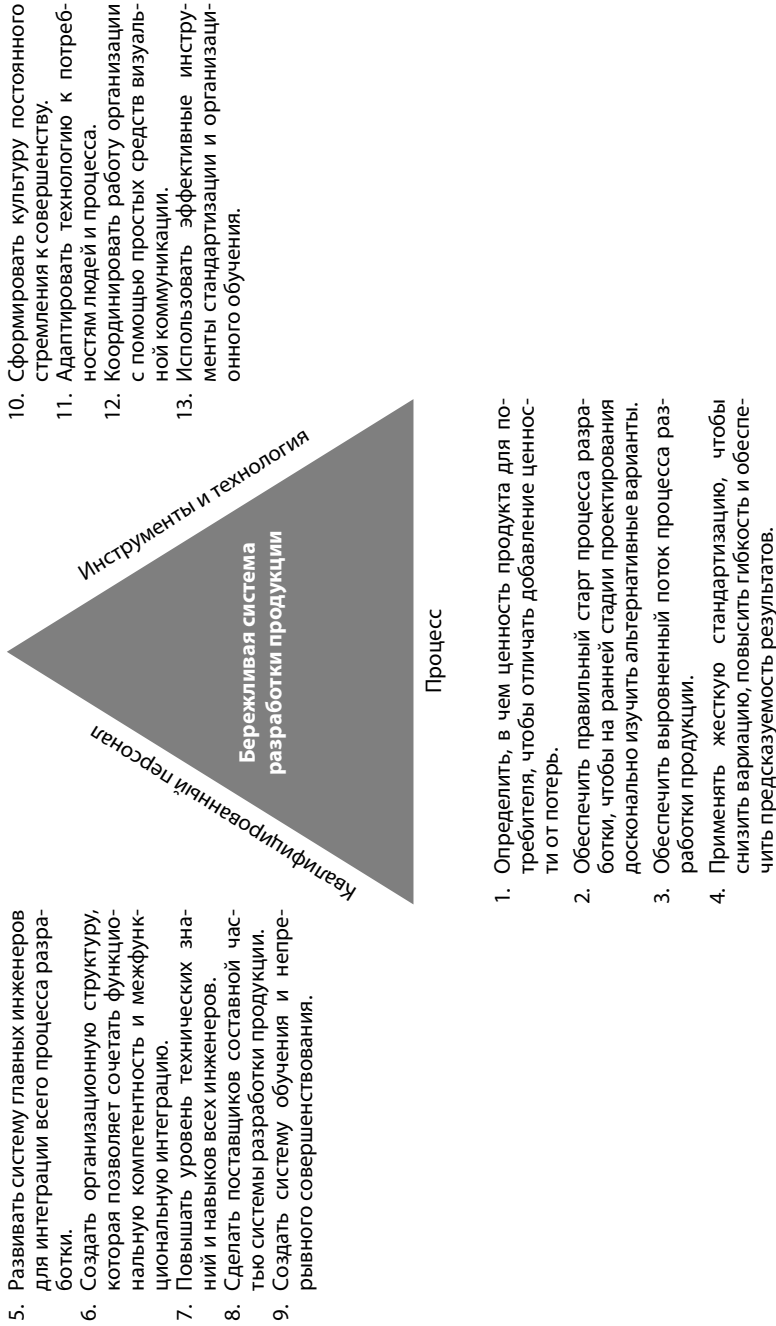 5. Развивать систему главных инженеров
для интеграции всего процесса разра-
ботки.
6. Создать организационную структуру,
которая позволяет сочетать функцио-
нальную компетентность и межфунк-
циональную интеграцию.
7. Повышать уровень технических зна-
ний и навыков всех инженеров.
8. Сделать поставщиков составной час-
тью системы разработки продукции.
9. Создать систему обучения и непре-
рывного совершенствования.
Квалифицированный персонал
Инструменты и технология
Бережливая система
разработки продукции
Процесс
10. Сформировать культуру постоянного
стремления к совершенству.
11. Адаптировать технологию к потреб-
ностям людей и процесса.
12. Координировать работу организации
с помощью простых средств визуаль-
ной коммуникации.
13. Использовать эффективные инстру-
менты стандартизации и организаци-
онного обучения.
1. Определить, в чем ценность продукта для по-
требителя, чтобы отличать добавление ценнос-
ти от потерь.
2. Обеспечить правильный старт процесса разра-
ботки, чтобы на ранней стадии проектирования
досконально изучить альтернативные варианты.
3. Обеспечить выровненный поток процесса раз-
работки продукции.
4. Применять жесткую стандартизацию, чтобы
снизить вариацию, повысить гибкость и обеспе-
чить предсказуемость результатов.